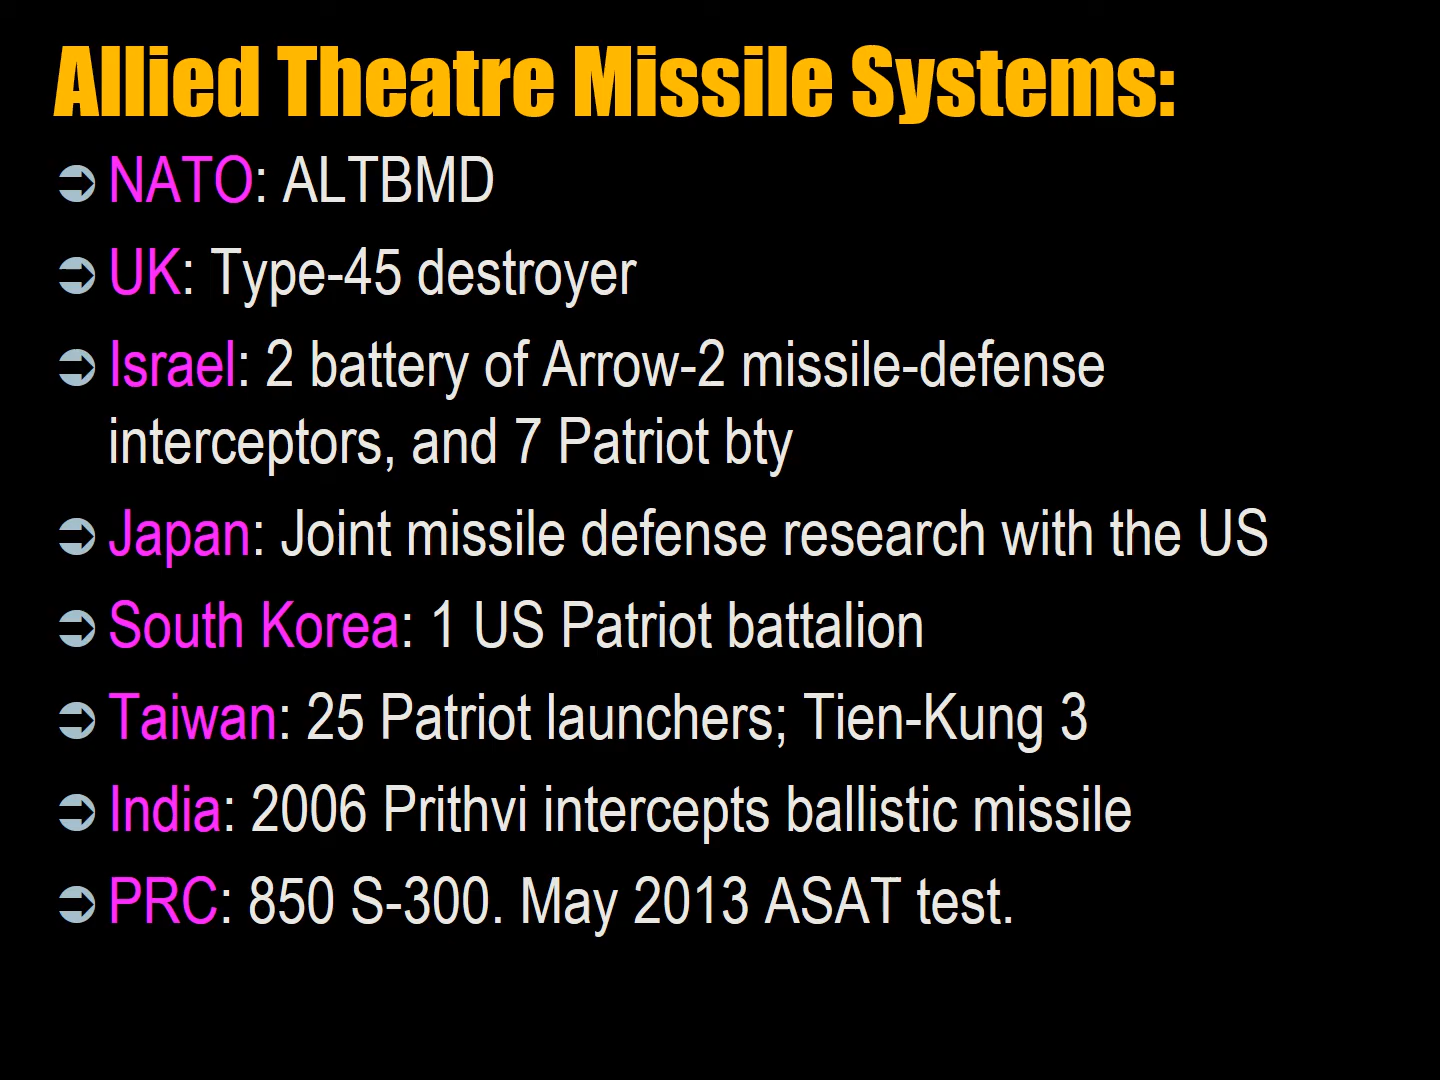 Allied Theatre Missile Systems:
NATO: ALTBMD
UK: Type-45 destroyer
Israel: 2 battery of Arrow-2 missile-defense
interceptors, and 7 Patriot bty
Japan: Joint missile defense research with the US
South Korea: 1 US Patriot battalion
Taiwan: 25 Patriot launchers; Tien-Kung 3
India: 2006 Prithvi intercepts ballistic missile
PRC: 850 S-300. May 2013 ASAT test.